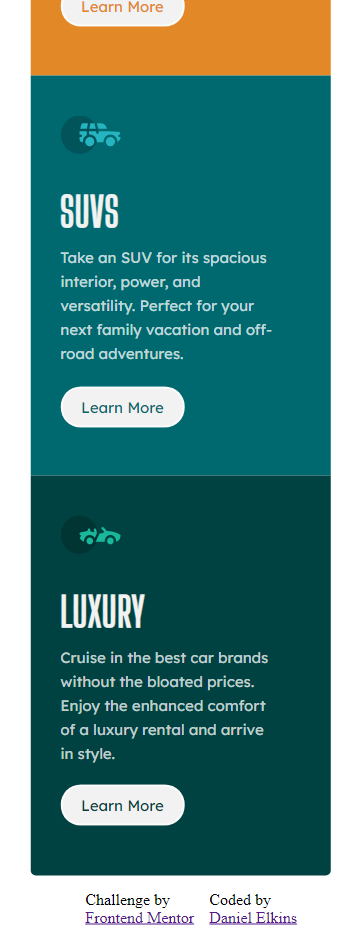 Learn More
SUVS
Take an SUV for its spacious
interior, power, and
versatility. Perfect for your
next family vacation and off-
road adventures.
Learn More
LUXURY
Cruise in the best car brands
without the bloated prices.
Enjoy the enhanced comfort
of a luxury rental and arrive
in style.
Learn More
Challenge by
Frontend Mentor
Coded by
Daniel Elkins